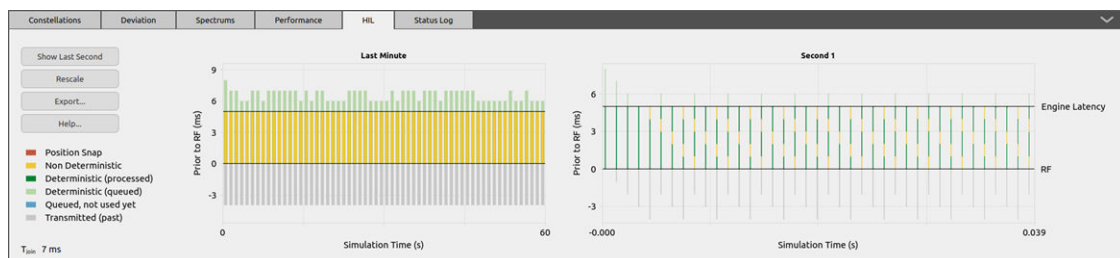 Constellations
Deviation
Spectrums
Performance
HIL
Status Log
Show Last Second
Rescale
Export...
Help...
Position Snap
Non Deterministic
Deterministic (processed)
Deterministic (queued)
Queued, not used yet
Transmitted (past)
Tjoin 7 ms
Last Minute
Prior to RF (ms)
9
6
3
0
-3
0
60
Simulation Time (s)
Second 1
Prior to RF (ms)
6
3
0
-3
Engine Latency
RF
-0.000
0.039
Simulation Time (s)